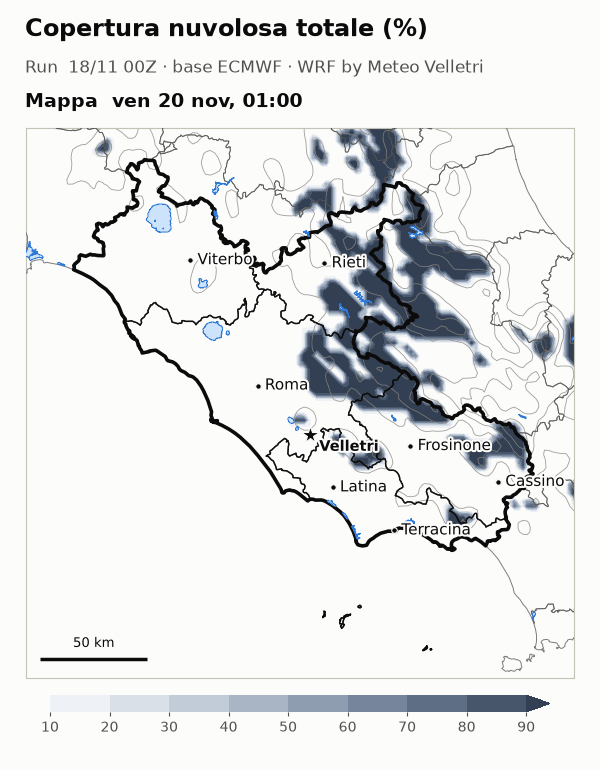 Copertura nuvolosa totale (%)
Run 18/11 00Z · base ECMWF · WRF by Meteo Velletri
Mappa ven 20 nov, 01:00
Viterbo
Rieti
Roma
Velletri
Frosinone
Latina
Cassino
Terracina
50 km
10 20 30 40 50 60 70 80 90